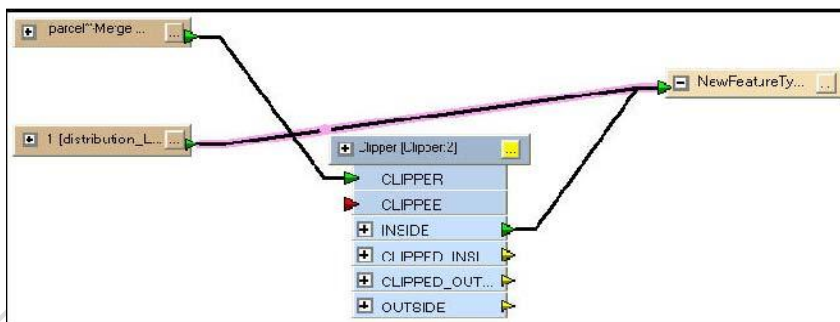 parcel~Merge ...
...
1 [distribution_L...
...
NewFeatureTy...
...
Clipper [Clipper:2]
...
CLIPPER
CLIPPEE
INSIDE
CLIPPED_INSI...
CLIPPED_OUT...
OUTSIDE